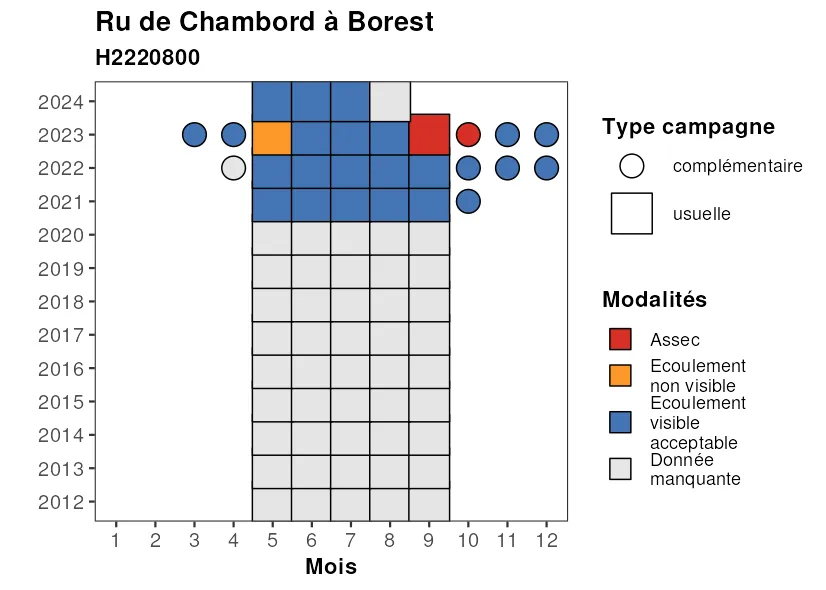 Ru de Chambord à Borest
H2220800
2024
2023
2022
2021
2020
2019
2018
2017
2016
2015
2014
2013
2012
1 2 3 4 5 6 7 8 9 10 11 12
Mois
Type campagne
complémentaire
usuelle
Modalités
Assec
Ecoulement
non visible
Ecoulement
visible
acceptable
Donnée
manquante